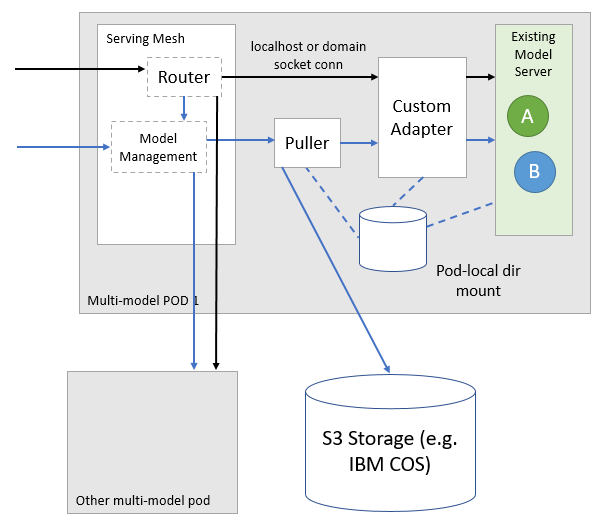 Serving Mesh
Router
localhost or domain
socket conn
Existing
Model
Server
A
B
Custom
Adapter
Model
Management
Puller
Pod-local dir
mount
Multi-model POD 1
S3 Storage (e.g.
IBM COS)
Other multi-model pod